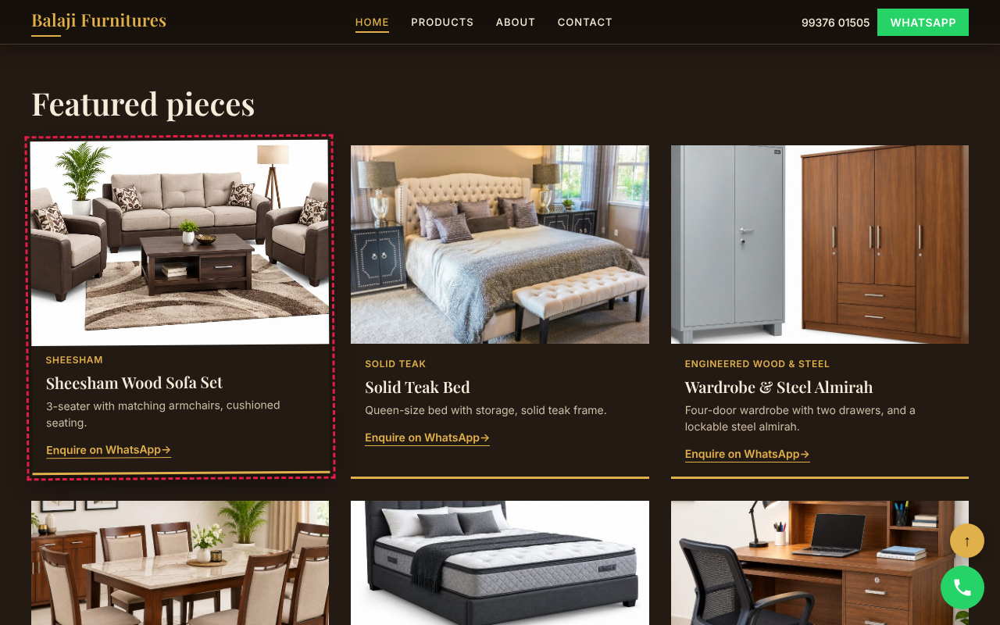 Balaji Furnitures
HOME PRODUCTS ABOUT CONTACT
99376 01505 WHATSAPP
Featured pieces
SHEESHAM
Sheesham Wood Sofa Set
3-seater with matching armchairs, cushioned
seating.
Enquire on WhatsApp→
SOLID TEAK
Solid Teak Bed
Queen-size bed with storage, solid teak frame.
Enquire on WhatsApp→
ENGINEERED WOOD & STEEL
Wardrobe & Steel Almirah
Four-door wardrobe with two drawers, and a
lockable steel almirah.
Enquire on WhatsApp→
↑